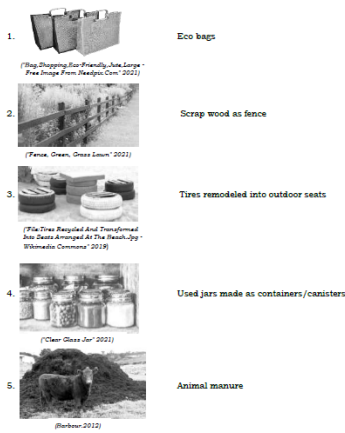 1.
Eco bags
("Bag,Shopping,Eco-Friendly,Jute,Large -
Free Image From Needpix.Com" 2021)
2.
Scrap wood as fence
("Fence, Green, Grass Lawn" 2021)
3.
Tires remodeled into outdoor seats
("File:Tires Recycled And Transformed
Into Seats Arranged At The Beach.Jpg -
Wikimedia Commons" 2019)
4.
Used jars made as containers/canisters
("Clear Glass Jar" 2021)
5.
Animal manure
(Barbour.2012)